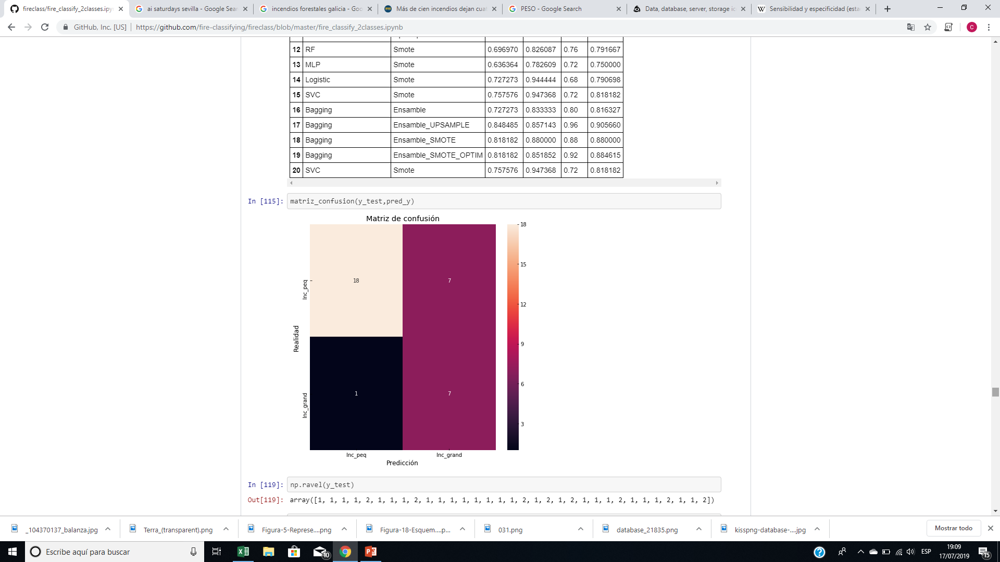 fireclass/fire_classify_2classes.ipy
ai saturdays sevilla - Google Sear
incendios forestales galicia - Goo
Más de cien incendios dejan cuat
PESO - Google Search
Data, database, server, storage ic
Sensibilidad y especificidad (esta
GitHub, Inc. [US]
https://github.com/fire-classifying/fireclass/blob/master/fire_classify_2classes.ipynb
C
12 RF Smote 0.696970 0.826087 0.76 0.791667
13 MLP Smote 0.636364 0.782609 0.72 0.750000
14 Logistic Smote 0.727273 0.944444 0.68 0.790698
15 SVC Smote 0.757576 0.947368 0.72 0.818182
16 Bagging Ensamble 0.727273 0.833333 0.80 0.816327
17 Bagging Ensamble_UPSAMPLE 0.848485 0.857143 0.96 0.905660
18 Bagging Ensamble_SMOTE 0.818182 0.880000 0.88 0.880000
19 Bagging Ensamble_SMOTE_OPTIM 0.818182 0.851852 0.92 0.884615
20 SVC Smote 0.757576 0.947368 0.72 0.818182
In [115]: matriz_confusion(y_test,pred_y)
Matriz de confusión
18
15
12
9
6
3
Inc_peq
18
7
Realidad
Inc_grand
1
7
Inc_peq
Inc_grand
Predicción
In [119]: np.ravel(y_test)
Out[119]: array([1, 1, 1, 1, 2, 1, 1, 1, 2, 1, 1, 1, 1, 1, 1, 1, 1, 2, 1, 2, 1, 2, 1, 1, 1, 2, 1, 1, 1, 2, 1, 1, 2])
_104370137_balanza.jpg
Terra_(transparent).png
Figura-5-Represe....png
Figura-18-Esquem....p...
031.png
database_21835.png
kisspng-database-....jpg
Mostrar todo
Escribe aquí para buscar
10
ESP
19:09
17/07/2019
15